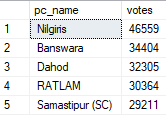 pc_name votes
1 Nilgiris 46559
2 Banswara 34404
3 Dahod 32305
4 RATLAM 30364
5 Samastipur (SC) 29211